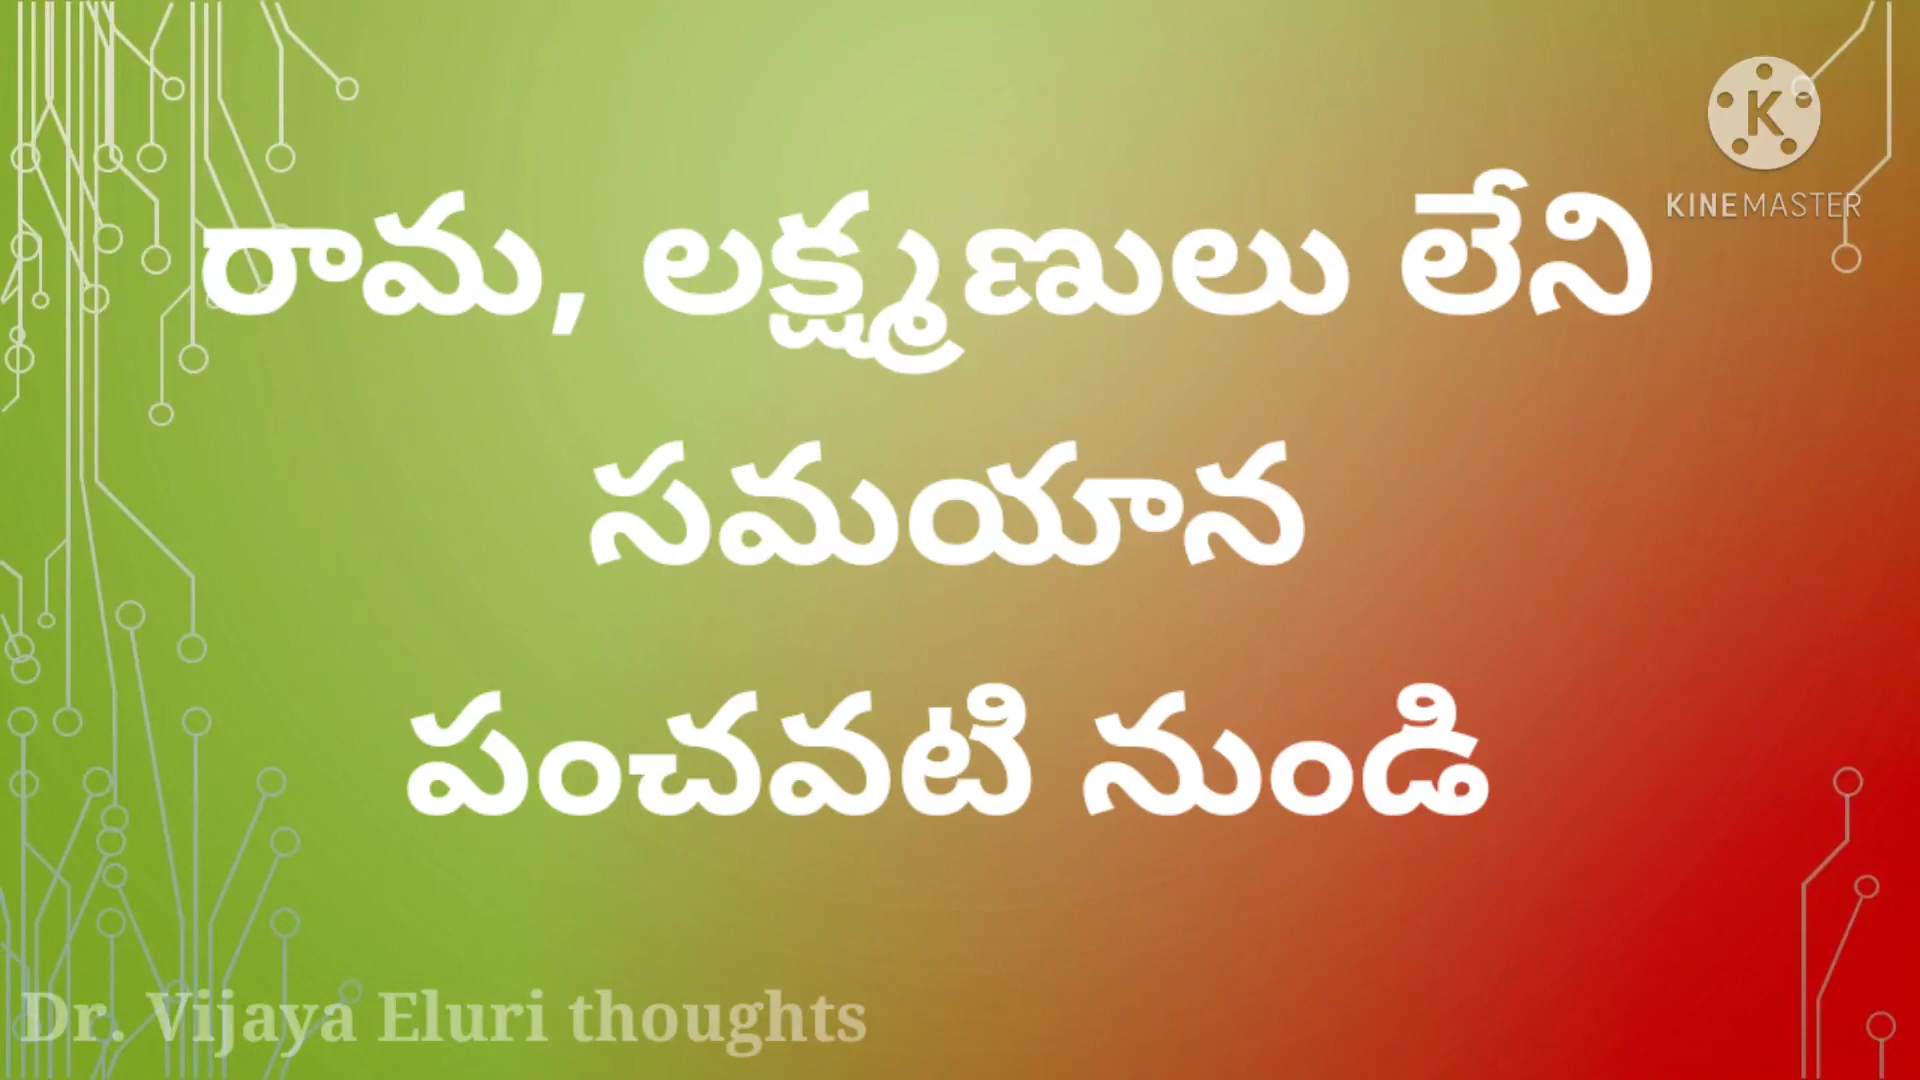 KINEMASTER
రామ, లక్ష్మణులు లేని
సమయాన
పంచవటి నుండి
Dr. Vijaya Eluri thoughts